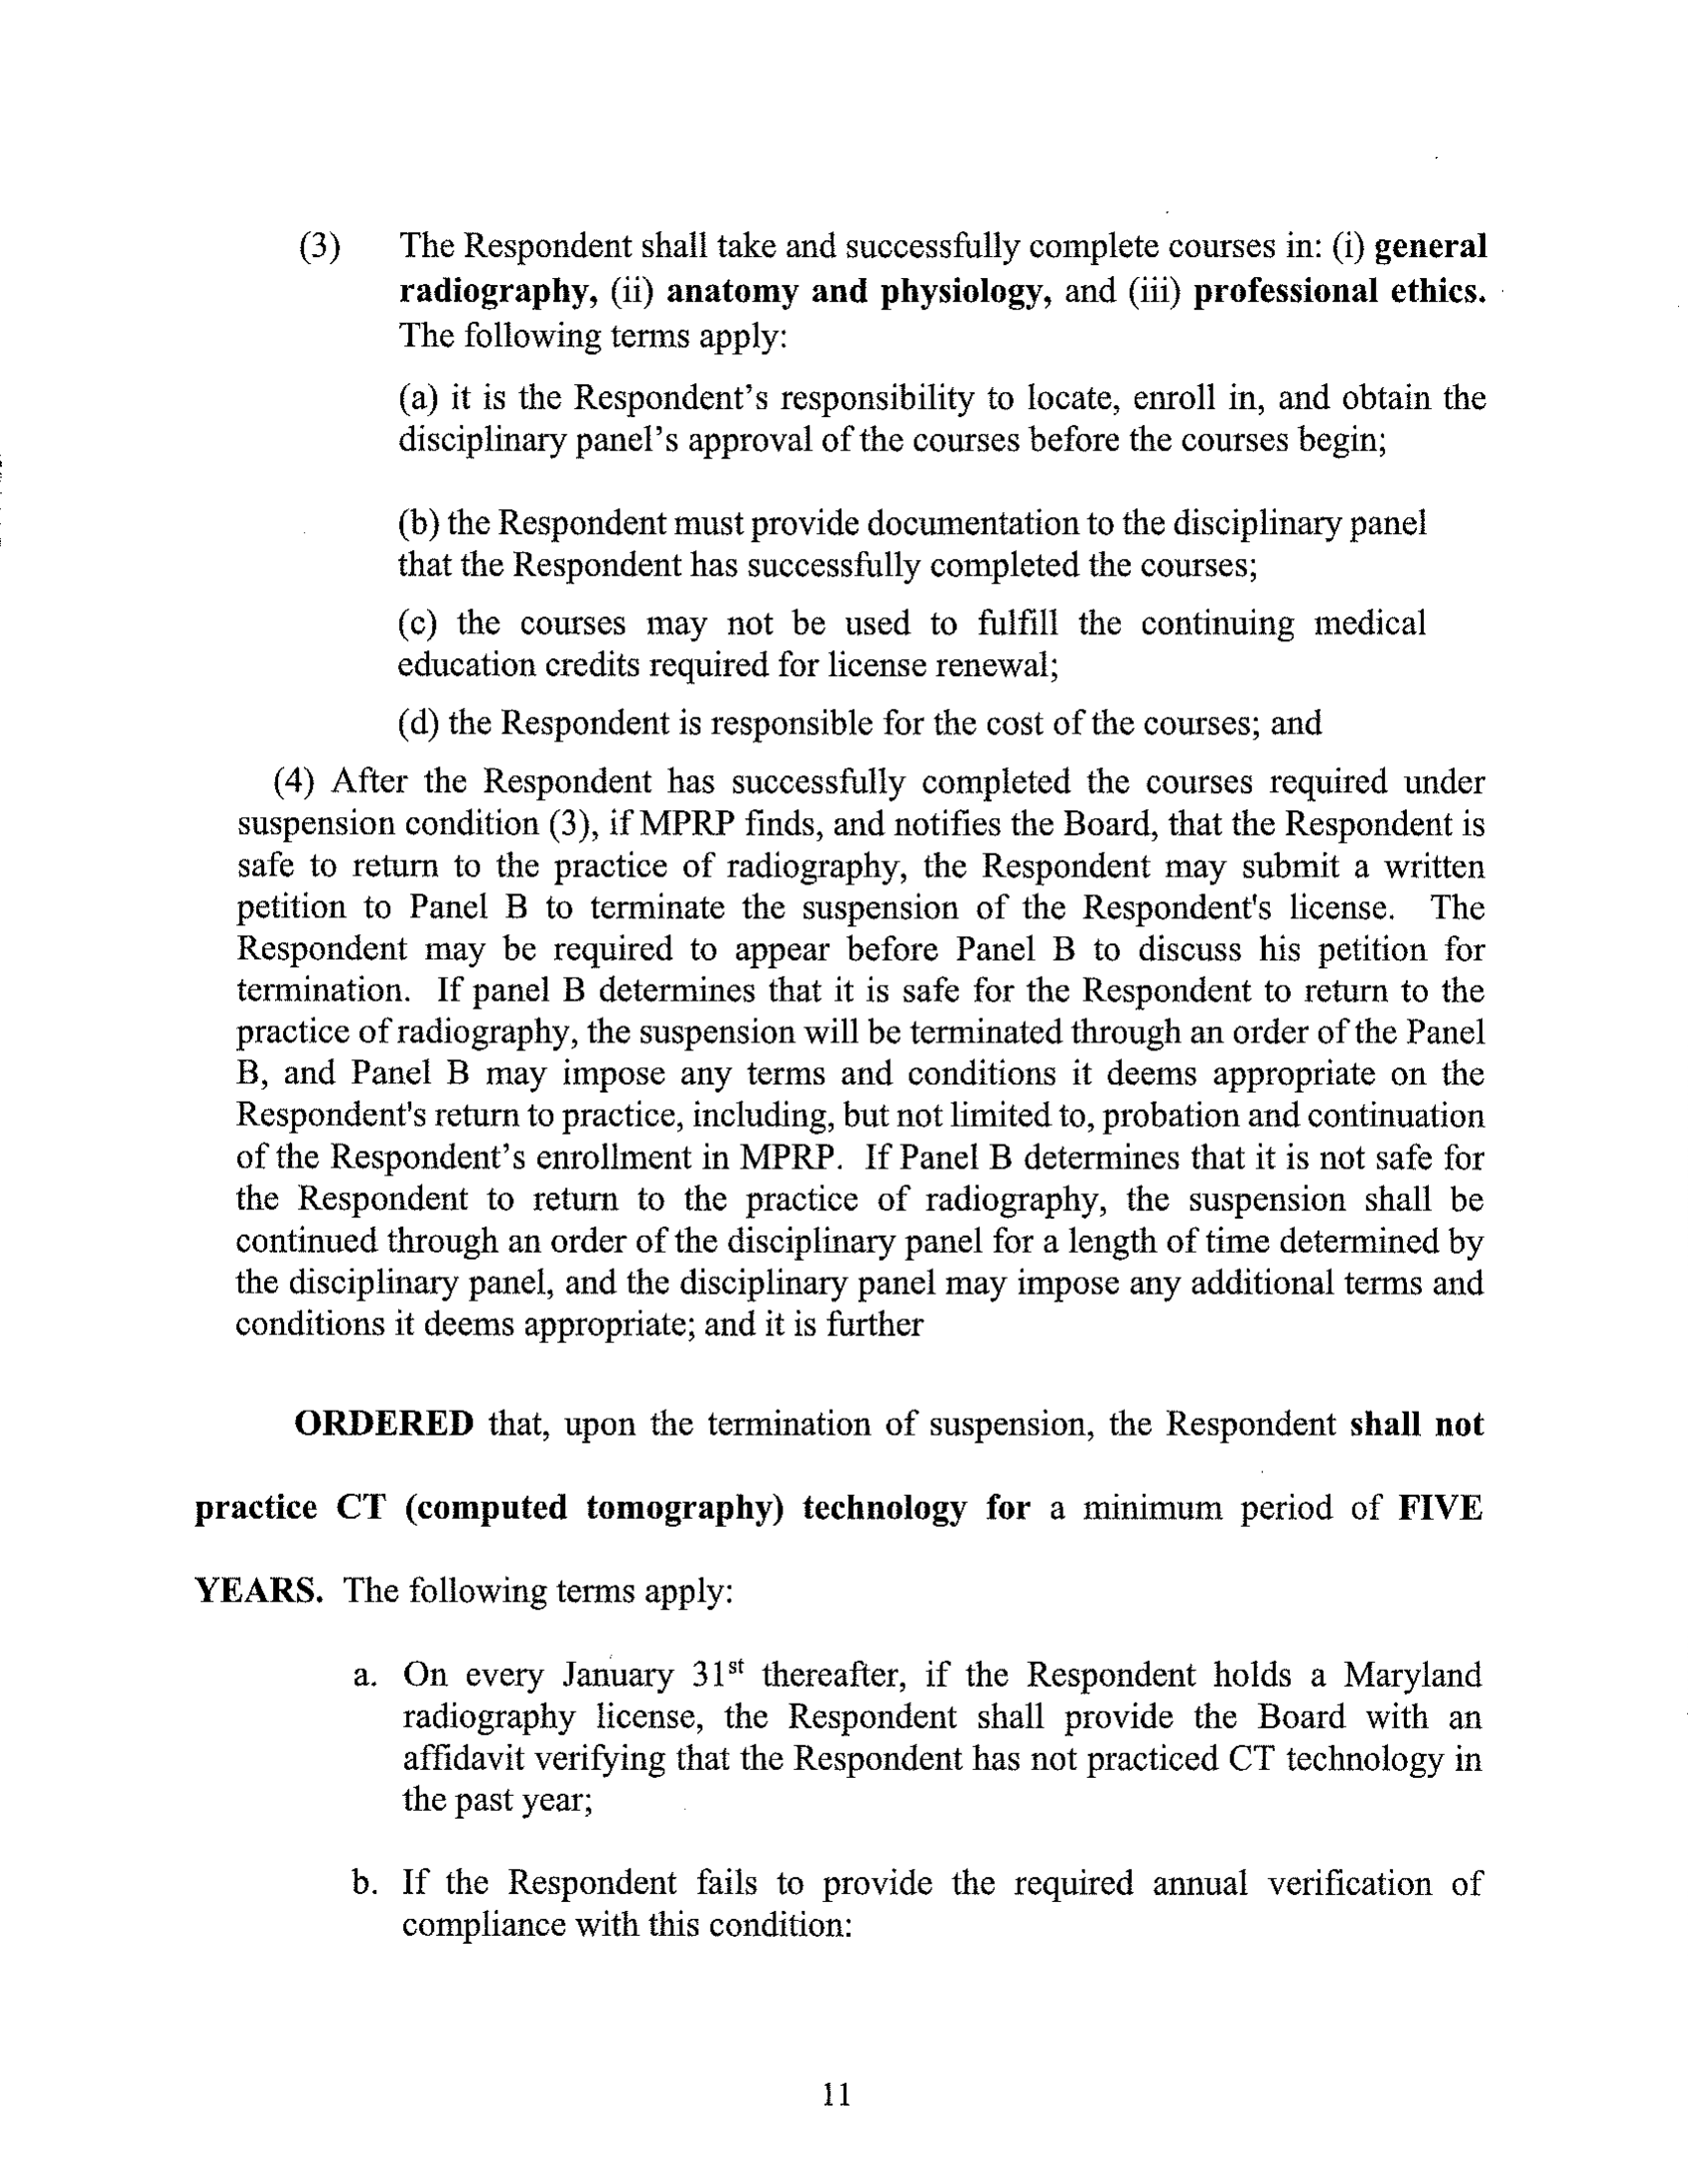 (3) The Respondent shall take and successfully complete courses in: (i) general
radiography, (ii) anatomy and physiology, and (iii) professional ethics.
The following terms apply:
(a) it is the Respondent's responsibility to locate, enroll in, and obtain the
disciplinary panel's approval of the courses before the courses begin;
(b) the Respondent must provide documentation to the disciplinary panel
that the Respondent has successfully completed the courses;
(c) the courses may not be used to fulfill the continuing medical
education credits required for license renewal;
(d) the Respondent is responsible for the cost of the courses; and
(4) After the Respondent has successfully completed the courses required under
suspension condition (3), if MPRP finds, and notifies the Board, that the Respondent is
safe to return to the practice of radiography, the Respondent may submit a written
petition to Panel B to terminate the suspension of the Respondent's license. The
Respondent may be required to appear before Panel B to discuss his petition for
termination. If panel B determines that it is safe for the Respondent to return to the
practice of radiography, the suspension will be terminated through an order of the Panel
B, and Panel B may impose any terms and conditions it deems appropriate on the
Respondent's return to practice, including, but not limited to, probation and continuation
of the Respondent's enrollment in MPRP. If Panel B determines that it is not safe for
the Respondent to return to the practice of radiography, the suspension shall be
continued through an order of the disciplinary panel for a length of time determined by
the disciplinary panel, and the disciplinary panel may impose any additional terms and
conditions it deems appropriate; and it is further
ORDERED that, upon the termination of suspension, the Respondent shall not
practice CT (computed tomography) technology for a minimum period of FIVE
YEARS. The following terms apply:
a. On every January 31st thereafter, if the Respondent holds a Maryland
radiography license, the Respondent shall provide the Board with an
affidavit verifying that the Respondent has not practiced CT technology in
the past year;
b. If the Respondent fails to provide the required annual verification of
compliance with this condition:
11